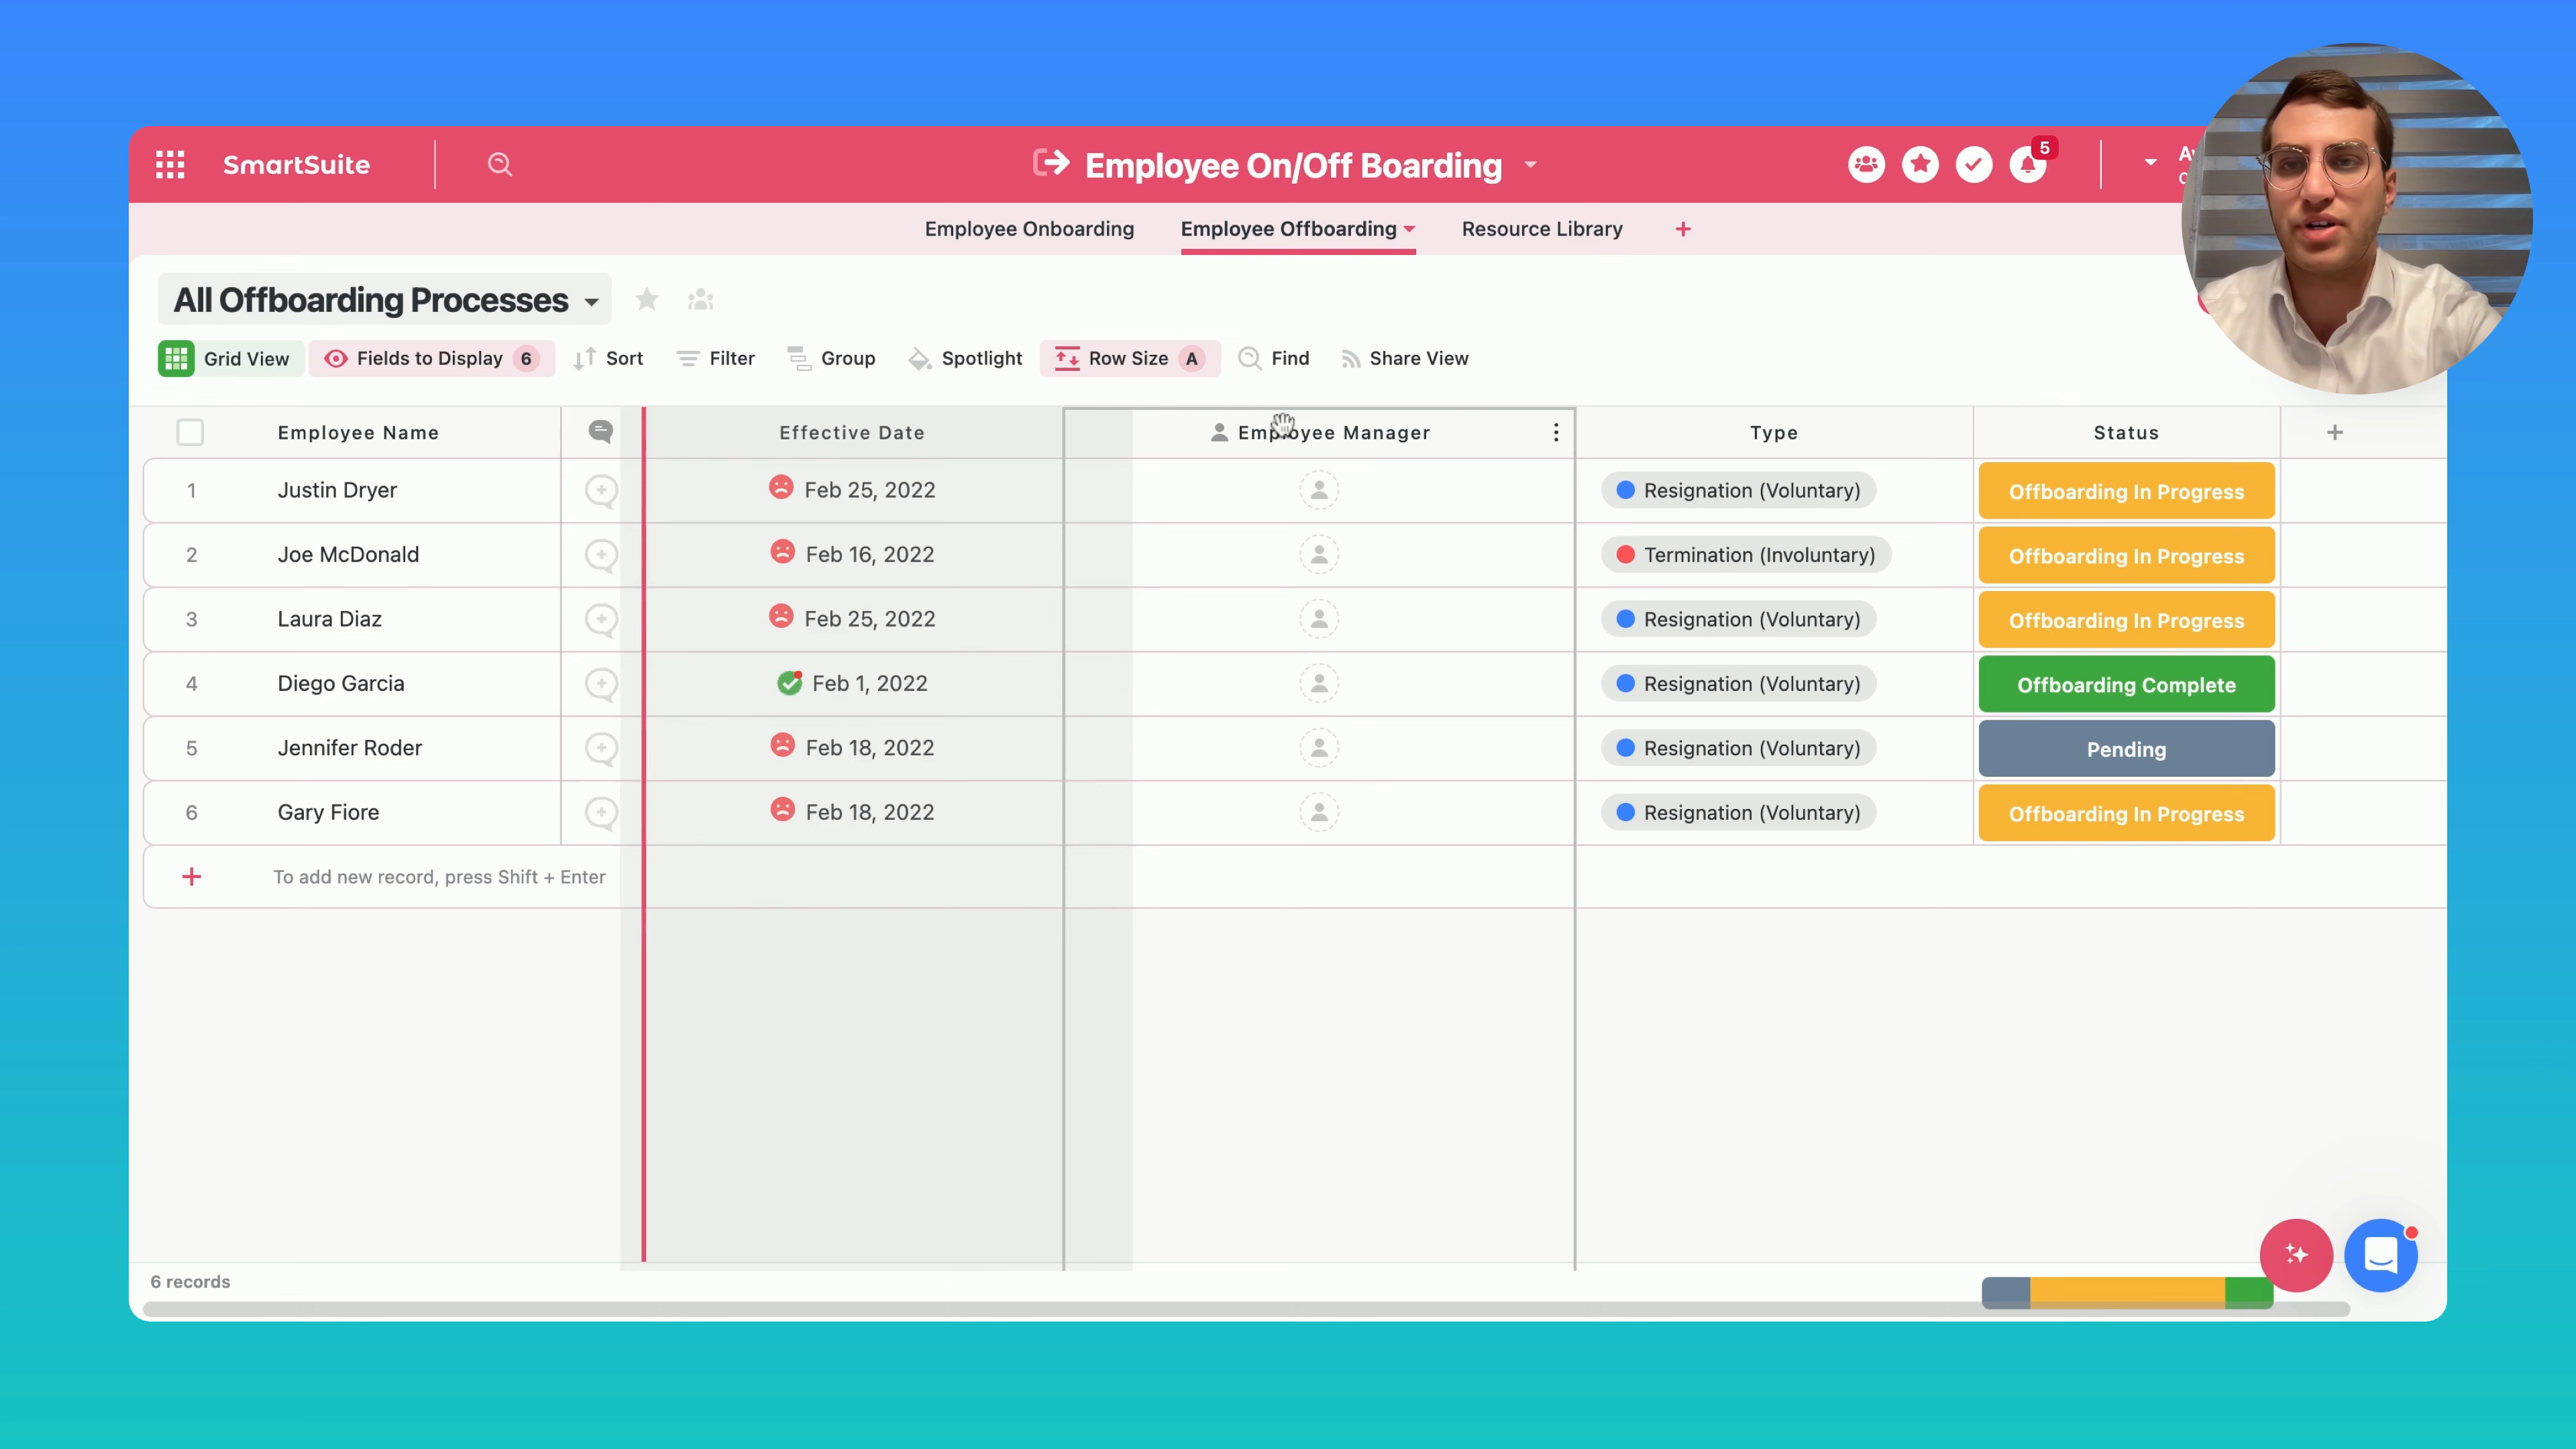 SmartSuite
Employee On/Off Boarding
5
Employee Onboarding
Employee Offboarding
Resource Library
+
All Offboarding Processes
Grid View
Fields to Display 6
Sort
Filter
Group
Spotlight
Row Size A
Find
Share View
Employee Name
Effective Date
Employee Manager
Type
Status
+
1 Justin Dryer Feb 25, 2022 Resignation (Voluntary) Offboarding In Progress
2 Joe McDonald Feb 16, 2022 Termination (Involuntary) Offboarding In Progress
3 Laura Diaz Feb 25, 2022 Resignation (Voluntary) Offboarding In Progress
4 Diego Garcia Feb 1, 2022 Resignation (Voluntary) Offboarding Complete
5 Jennifer Roder Feb 18, 2022 Resignation (Voluntary) Pending
6 Gary Fiore Feb 18, 2022 Resignation (Voluntary) Offboarding In Progress
+ To add new record, press Shift + Enter
6 records